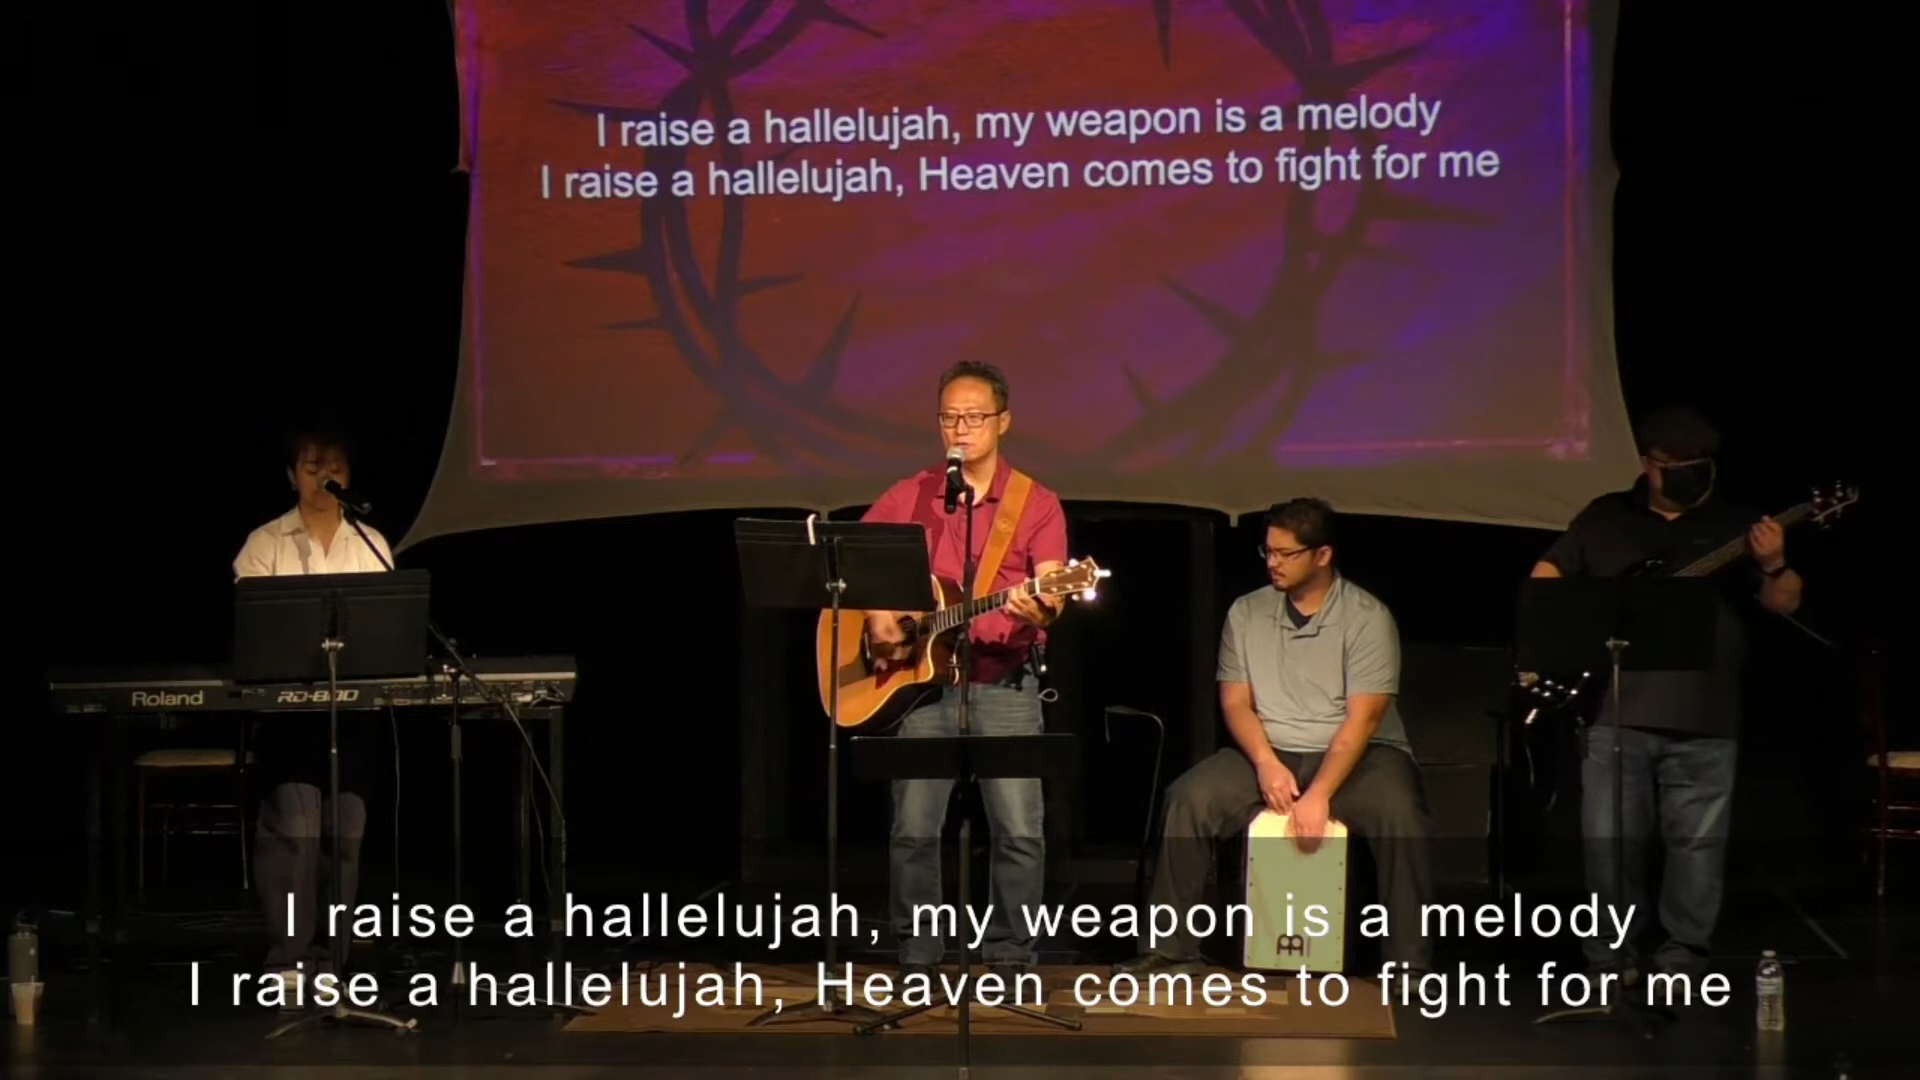 I raise a hallelujah, my weapon is a melody
I raise a hallelujah, Heaven comes to fight for me
Roland RD-800
I raise a hallelujah, my weapon is a melody
I raise a hallelujah, Heaven comes to fight for me